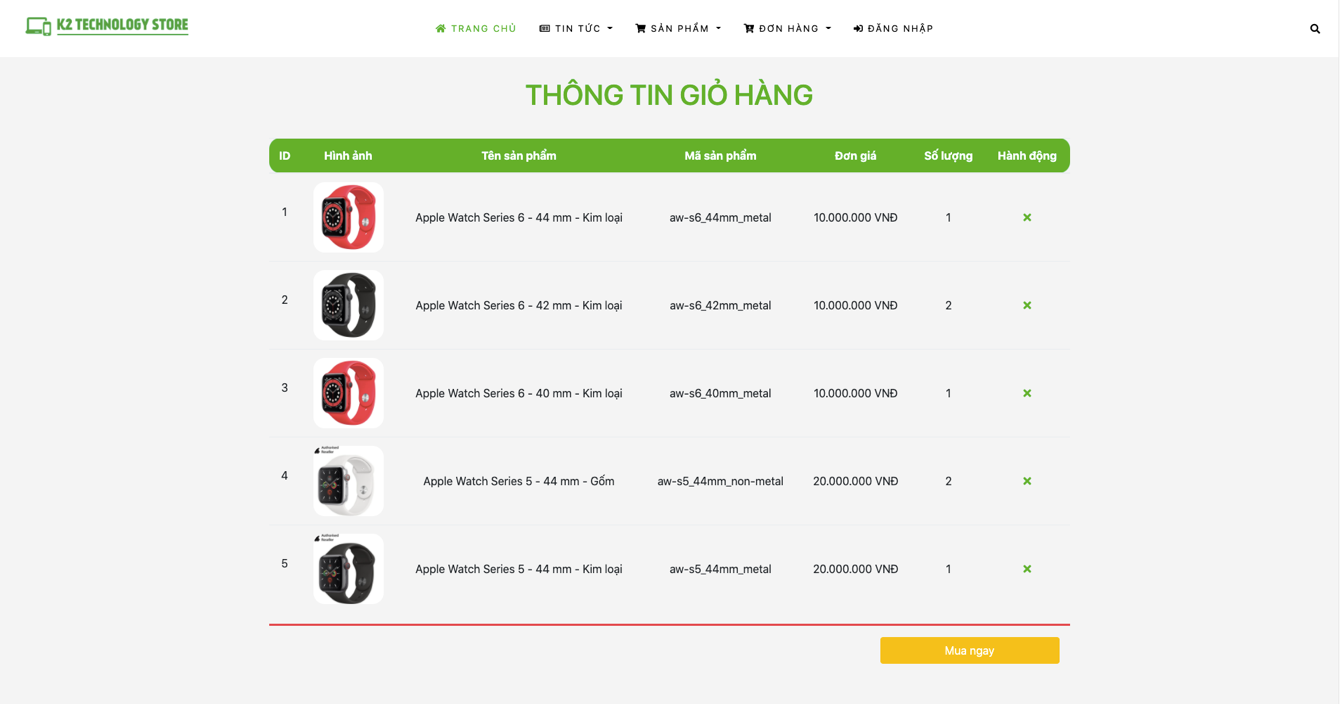 K2 TECHNOLOGY STORE
TRANG CHỦ TIN TỨC SẢN PHẨM ĐƠN HÀNG ĐĂNG NHẬP
THÔNG TIN GIỎ HÀNG
ID Hình ảnh Tên sản phẩm Mã sản phẩm Đơn giá Số lượng Hành động
1 Apple Watch Series 6 - 44 mm - Kim loại aw-s6_44mm_metal 10.000.000 VNĐ 1
2 Apple Watch Series 6 - 42 mm - Kim loại aw-s6_42mm_metal 10.000.000 VNĐ 2
3 Apple Watch Series 6 - 40 mm - Kim loại aw-s6_40mm_metal 10.000.000 VNĐ 1
Authorised
Reseller
4 Apple Watch Series 5 - 44 mm - Gốm aw-s5_44mm_non-metal 20.000.000 VNĐ 2
Authorised
Reseller
5 Apple Watch Series 5 - 44 mm - Kim loại aw-s5_44mm_metal 20.000.000 VNĐ 1
Mua ngay